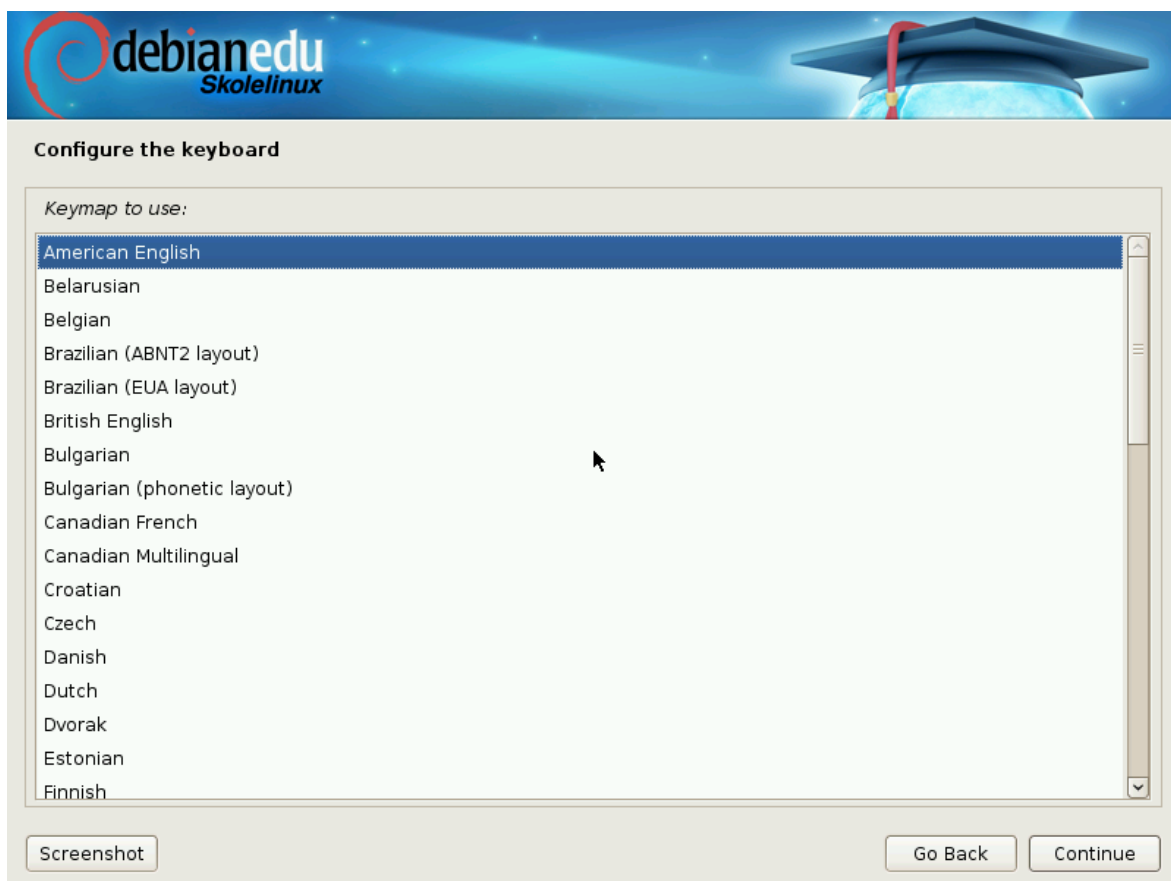 debianedu
Skolelinux
Configure the keyboard
Keymap to use:
American English
Belarusian
Belgian
Brazilian (ABNT2 layout)
Brazilian (EUA layout)
British English
Bulgarian
Bulgarian (phonetic layout)
Canadian French
Canadian Multilingual
Croatian
Czech
Danish
Dutch
Dvorak
Estonian
Finnish
Screenshot Go Back Continue